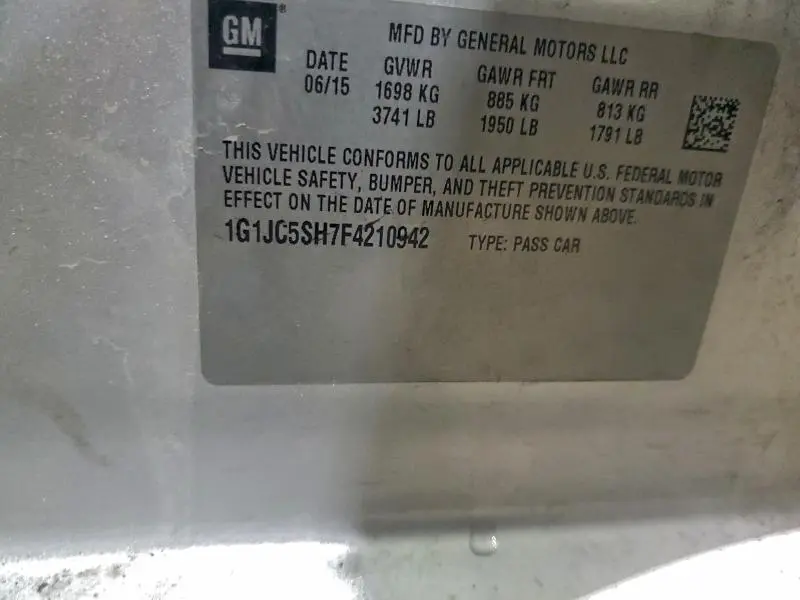 GM®
MFD BY GENERAL MOTORS LLC
DATE GVWR GAWR FRT GAWR RR
06/15 1698 KG 885 KG 813 KG
3741 LB 1950 LB 1791 LB
THIS VEHICLE CONFORMS TO ALL APPLICABLE U.S. FEDERAL MOTOR
VEHICLE SAFETY, BUMPER, AND THEFT PREVENTION STANDARDS IN
EFFECT ON THE DATE OF MANUFACTURE SHOWN ABOVE.
1G1JC5SH7F4210942 TYPE: PASS CAR